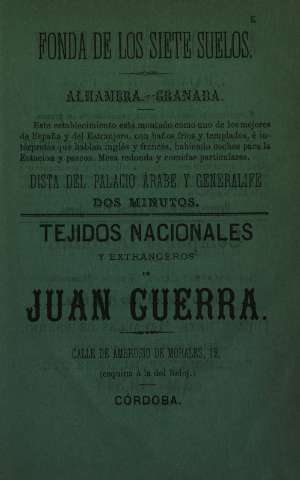 FONDA DE LOS SIETE SUELOS.
ALHAMBRA.-GRANADA.
Este establecimiento está montado como uno de los mejores
de España y del Extranjero, con baños frios y templados, é in-
térpretes que hablan inglés y francés, habiendo coches para la
Estacion y paseos. Mesa redonda y comidas particulares.
DISTA DEL PALACIO ÁRABE Y GENERALIFE
DOS MINUTOS.
TEJIDOS NACIONALES
Y EXTRANGEROS
DE
JUAN GUERRA.
CALLE DE AMBROSIO DE MORALES, 12,
(esquina á la del Reloj.)
CÓRDOBA.